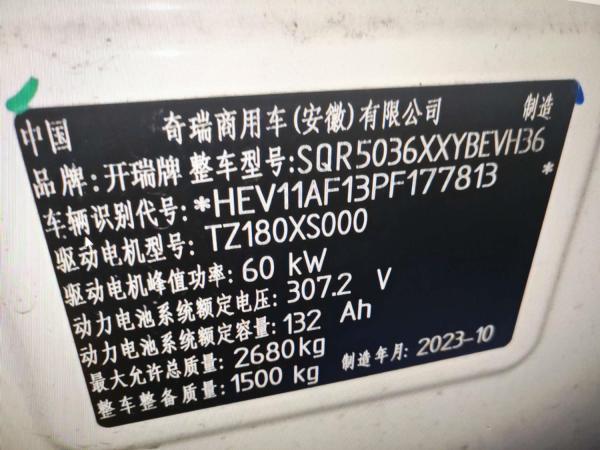 中国 奇瑞商用车(安徽)有限公司 制造
品牌:开瑞牌 整车型号:SQR5036XXYBEVH36
车辆识别代号:*HEV11AF13PF177813*
驱动电机型号:TZ180XS000
驱动电机峰值功率:60 kW
动力电池系统额定电压:307.2 V
动力电池系统额定容量:132 Ah
最大允许总质量:2680kg
整车整备质量:1500 kg 制造年月:2023-10